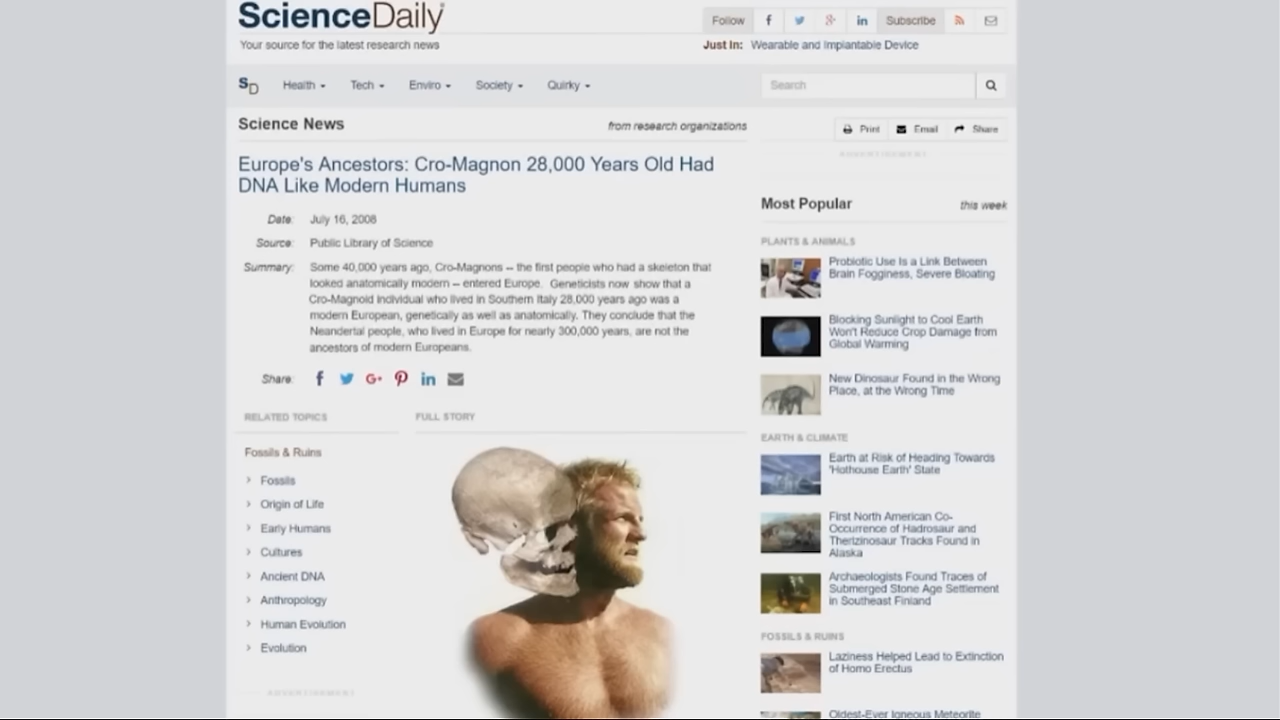 ScienceDaily
Your source for the latest research news
Follow
Subscribe
Just In: Wearable and Implantable Device
SD
Health
Tech
Enviro
Society
Quirky
Search
Science News
from research organizations
Print
Email
Share
ADVERTISEMENT
Europe's Ancestors: Cro-Magnon 28,000 Years Old Had
DNA Like Modern Humans
Date: July 16, 2008
Source: Public Library of Science
Summary: Some 40,000 years ago, Cro-Magnons -- the first people who had a skeleton that
looked anatomically modern -- entered Europe. Geneticists now show that a
Cro-Magnoid individual who lived in Southern Italy 28,000 years ago was a
modern European, genetically as well as anatomically. They conclude that the
Neandertal people, who lived in Europe for nearly 300,000 years, are not the
ancestors of modern Europeans.
Share:
RELATED TOPICS
Fossils & Ruins
Fossils
Origin of Life
Early Humans
Cultures
Ancient DNA
Anthropology
Human Evolution
Evolution
ADVERTISEMENT
FULL STORY
Most Popular
this week
PLANTS & ANIMALS
Probiotic Use Is a Link Between
Brain Fogginess, Severe Bloating
Blocking Sunlight to Cool Earth
Won't Reduce Crop Damage from
Global Warming
New Dinosaur Found in the Wrong
Place, at the Wrong Time
EARTH & CLIMATE
Earth at Risk of Heading Towards
'Hothouse Earth' State
First North American Co-
Occurrence of Hadrosaur and
Therizinosaur Tracks Found in
Alaska
Archaeologists Found Traces of
Submerged Stone Age Settlement
in Southeast Finland
FOSSILS & RUINS
Laziness Helped Lead to Extinction
of Homo Erectus
Oldest-Ever Igneous Meteorite